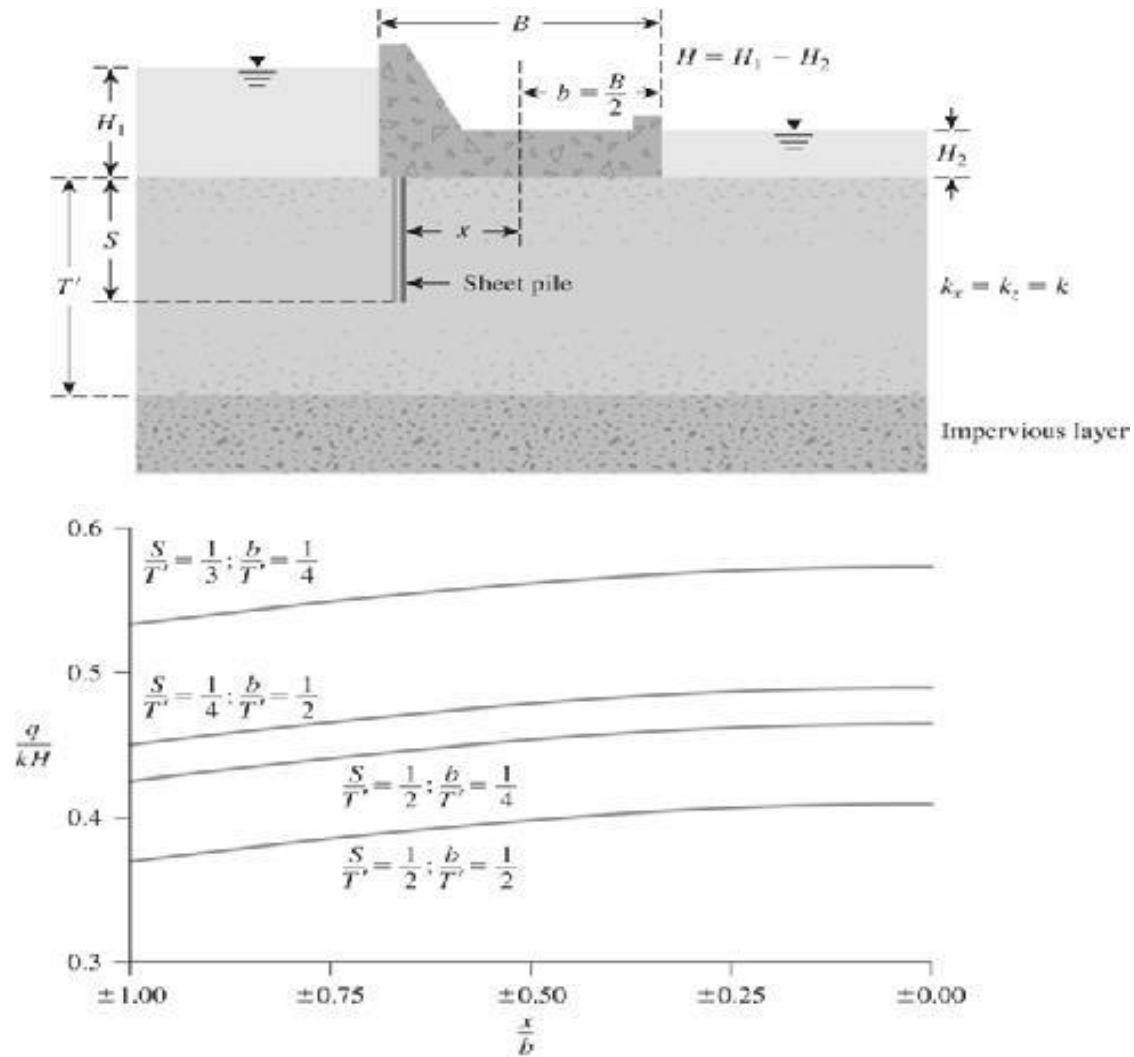 B
H = H₁ − H₂
b = B/2
H₁
H₂
S
x
T′
Sheet pile
kₓ = k_z = k
Impervious layer
0.6
S/T′ = 1/3; b/T′ = 1/4
0.5
S/T′ = 1/4; b/T′ = 1/2
q/kH
S/T′ = 1/2; b/T′ = 1/4
0.4
S/T′ = 1/2; b/T′ = 1/2
0.3
±1.00 ±0.75 ±0.50 ±0.25 ±0.00
x/b